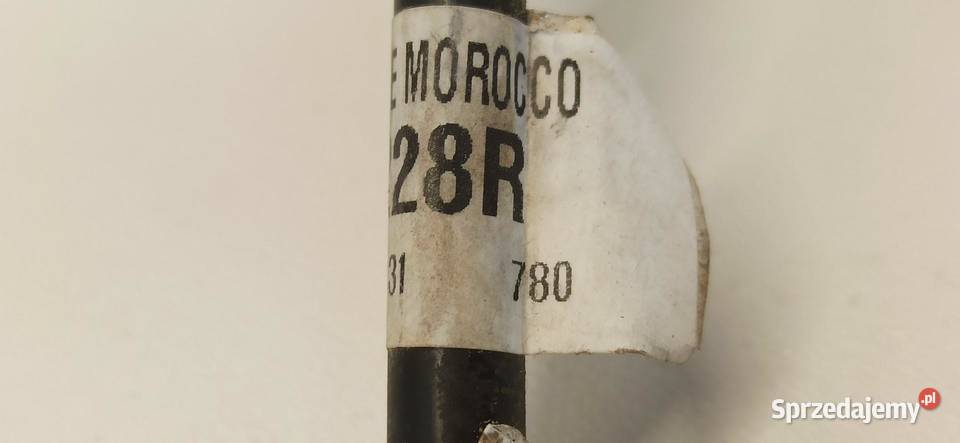 E MOROCCO
28R
31 780
Sprzedajemy.pl